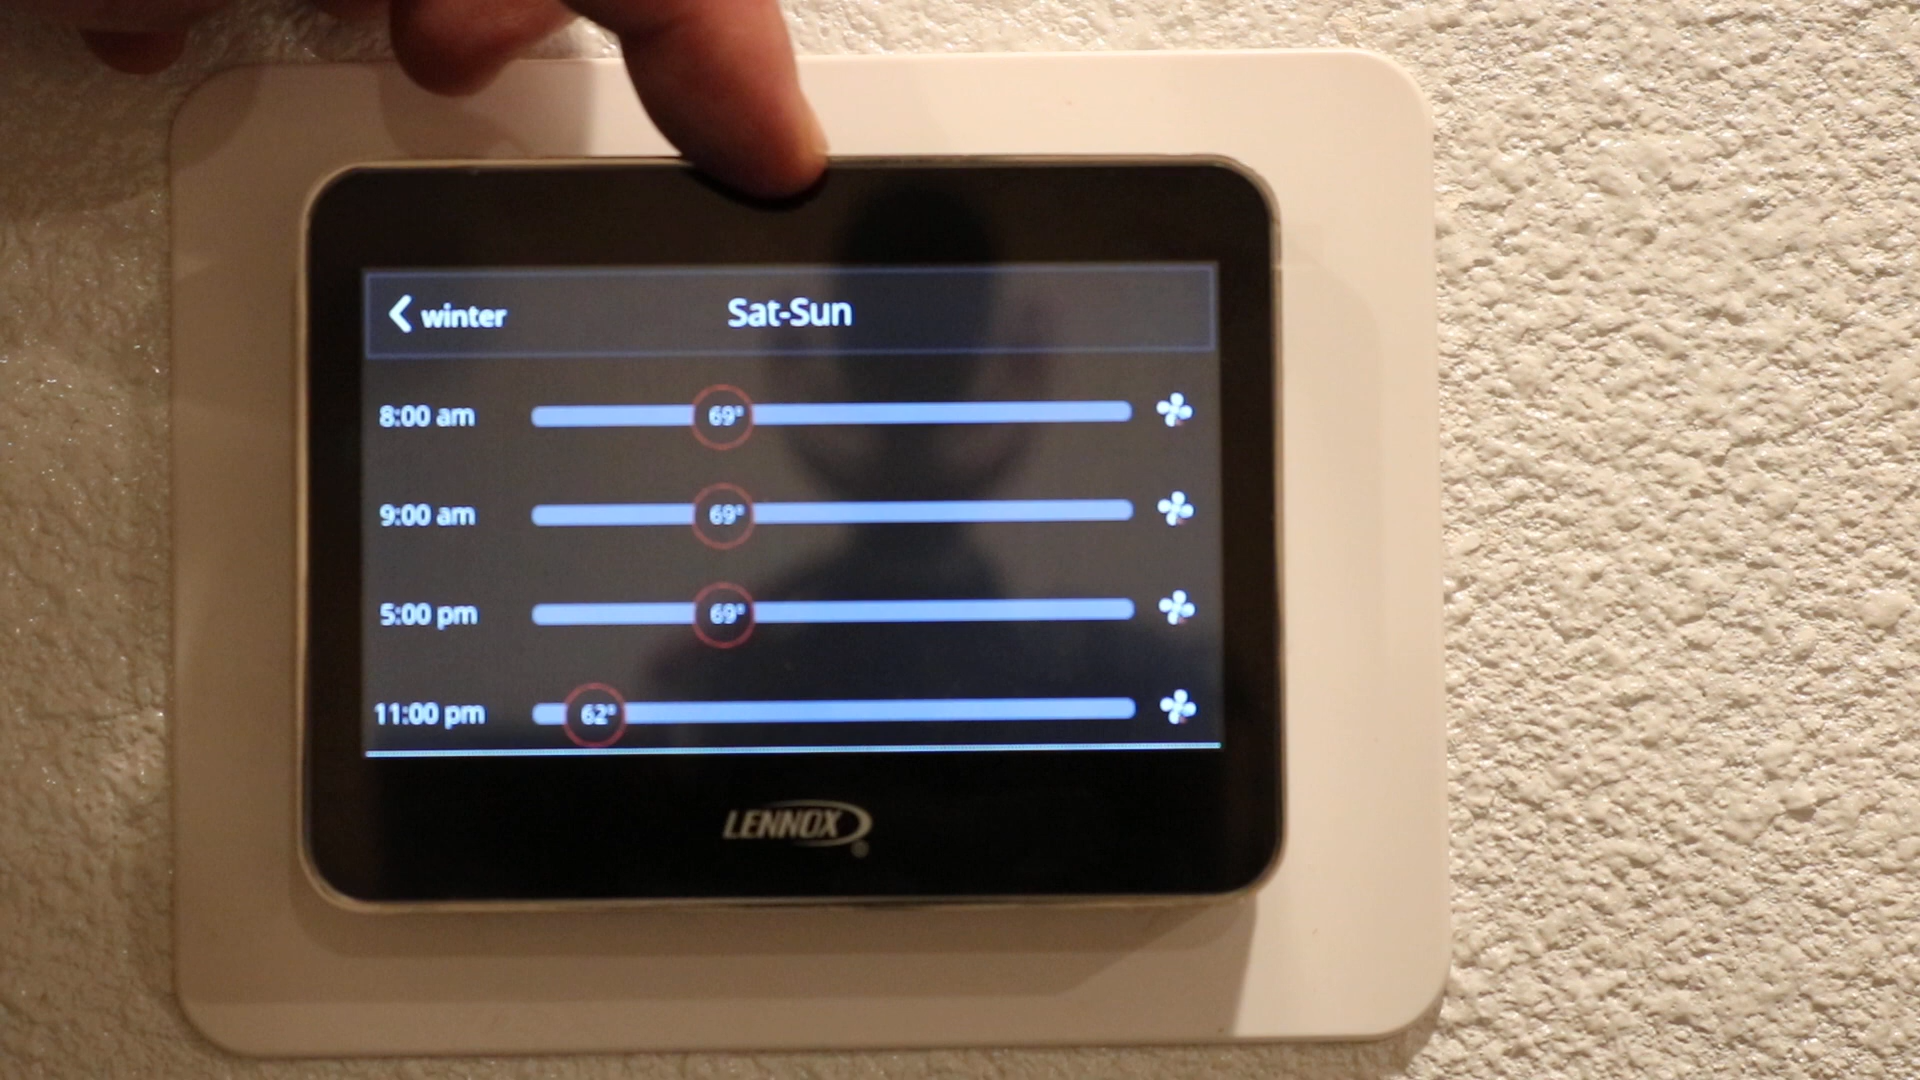 winter
Sat-Sun
8:00 am 69°
9:00 am 69°
5:00 pm 69°
11:00 pm 62°
LENNOX